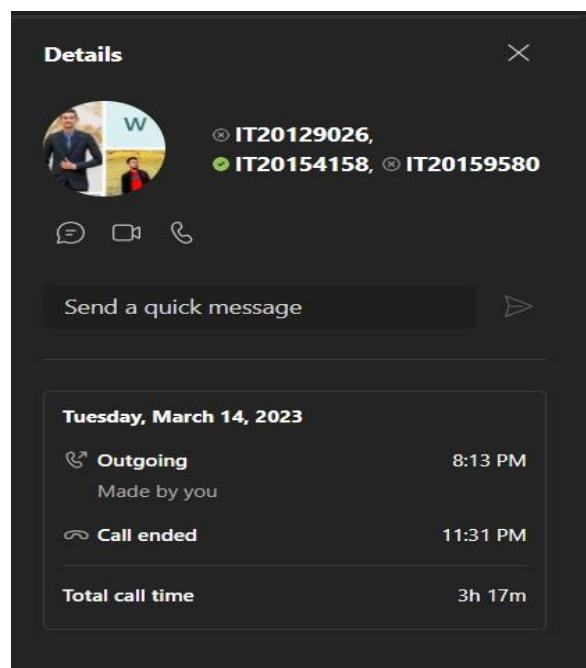 Details
W
IT20129026,
IT20154158, IT20159580
Send a quick message
Tuesday, March 14, 2023
Outgoing 8:13 PM
Made by you
Call ended 11:31 PM
Total call time 3h 17m